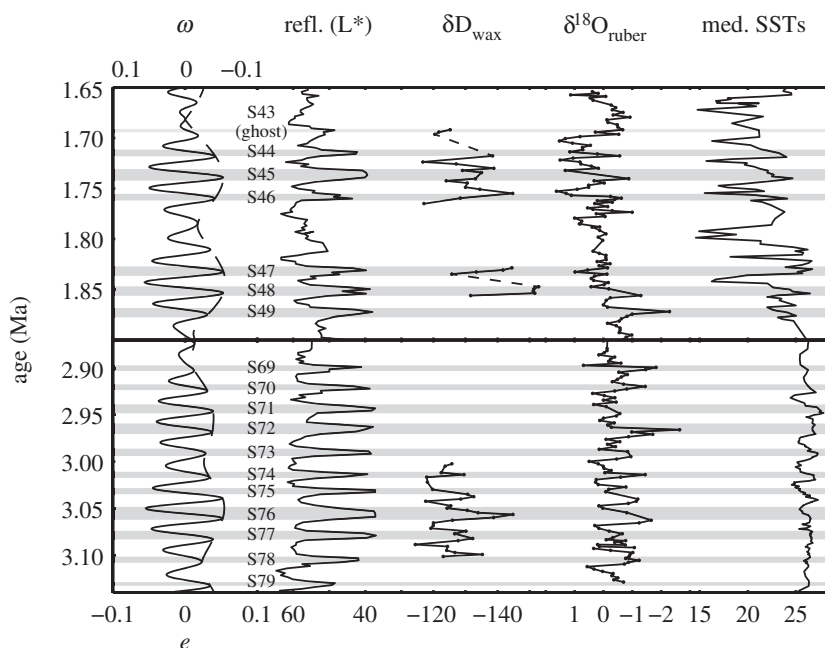 ω refl. (L*) δD_wax δ¹⁸O_ruber med. SSTs
0.1 0 −0.1
1.65
1.70
1.75
1.80
1.85
2.90
2.95
3.00
3.05
3.10
age (Ma)
S43
(ghost)
S44
S45
S46
S47
S48
S49
S69
S70
S71
S72
S73
S74
S75
S76
S77
S78
S79
−0.1 0 0.1 60 40 −120 −140 1 0 −1 −2 15 20 25
e